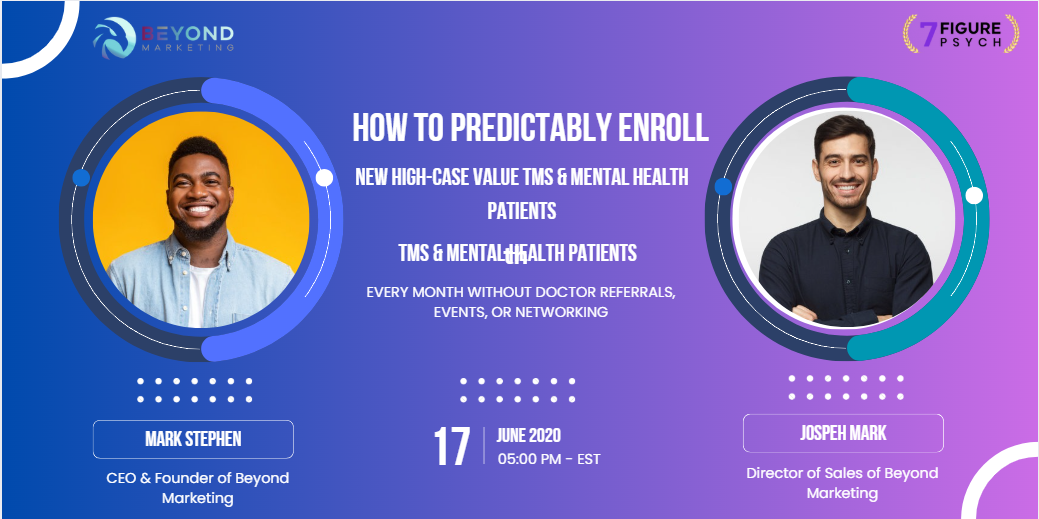 BEYOND
MARKETING
7 FIGURE
PSYCH
HOW TO PREDICTABLY ENROLL
NEW HIGH-CASE VALUE TMS & MENTAL HEALTH
PATIENTS
TMS & MENTAL HEALTH PATIENTS
th
EVERY MONTH WITHOUT DOCTOR REFERRALS,
EVENTS, OR NETWORKING
MARK STEPHEN
CEO & Founder of Beyond
Marketing
17
JUNE 2020
05:00 PM - EST
JOSPEH MARK
Director of Sales of Beyond
Marketing